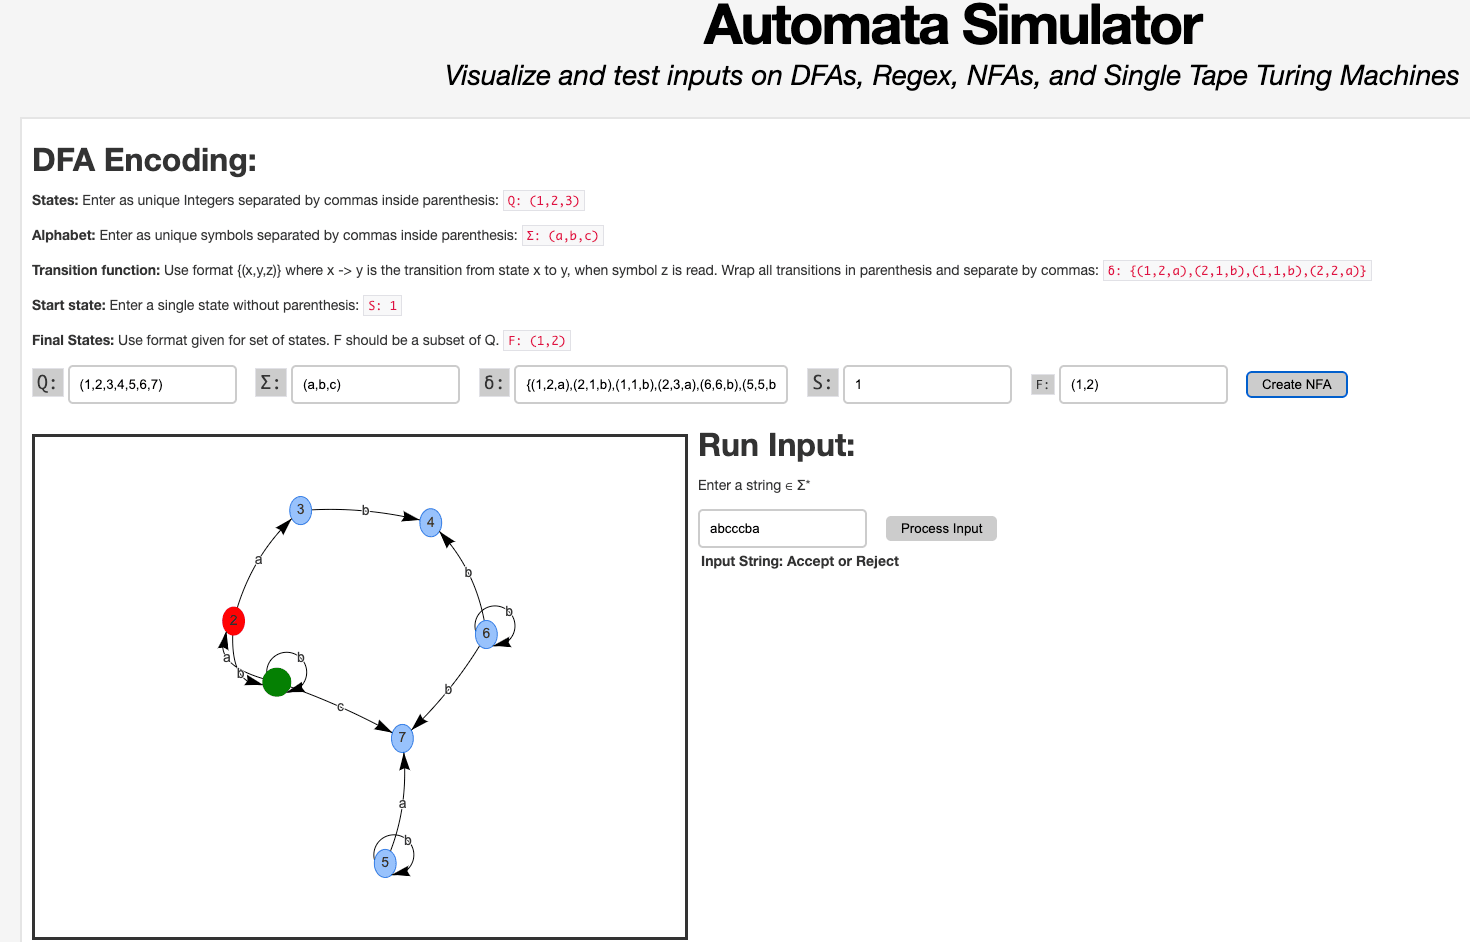 Automata Simulator
Visualize and test inputs on DFAs, Regex, NFAs, and Single Tape Turing Machines
DFA Encoding:
States: Enter as unique Integers separated by commas inside parenthesis: Q: (1,2,3)
Alphabet: Enter as unique symbols separated by commas inside parenthesis: Σ: (a,b,c)
Transition function: Use format {(x,y,z)} where x -> y is the transition from state x to y, when symbol z is read. Wrap all transitions in parenthesis and separate by commas: δ: {(1,2,a),(2,1,b),(1,1,b),(2,2,a)}
Start state: Enter a single state without parenthesis: S: 1
Final States: Use format given for set of states. F should be a subset of Q. F: (1,2)
Q: (1,2,3,4,5,6,7) Σ: (a,b,c) δ: {(1,2,a),(2,1,b),(1,1,b),(2,3,a),(6,6,b),(5,5,b S: 1 F: (1,2) Create NFA
Run Input:
Enter a string ∈ Σ*
abcccba Process Input
Input String: Accept or Reject
3
b
4
a
b
2
b
6
a
b
b
b
c
7
a
b
5